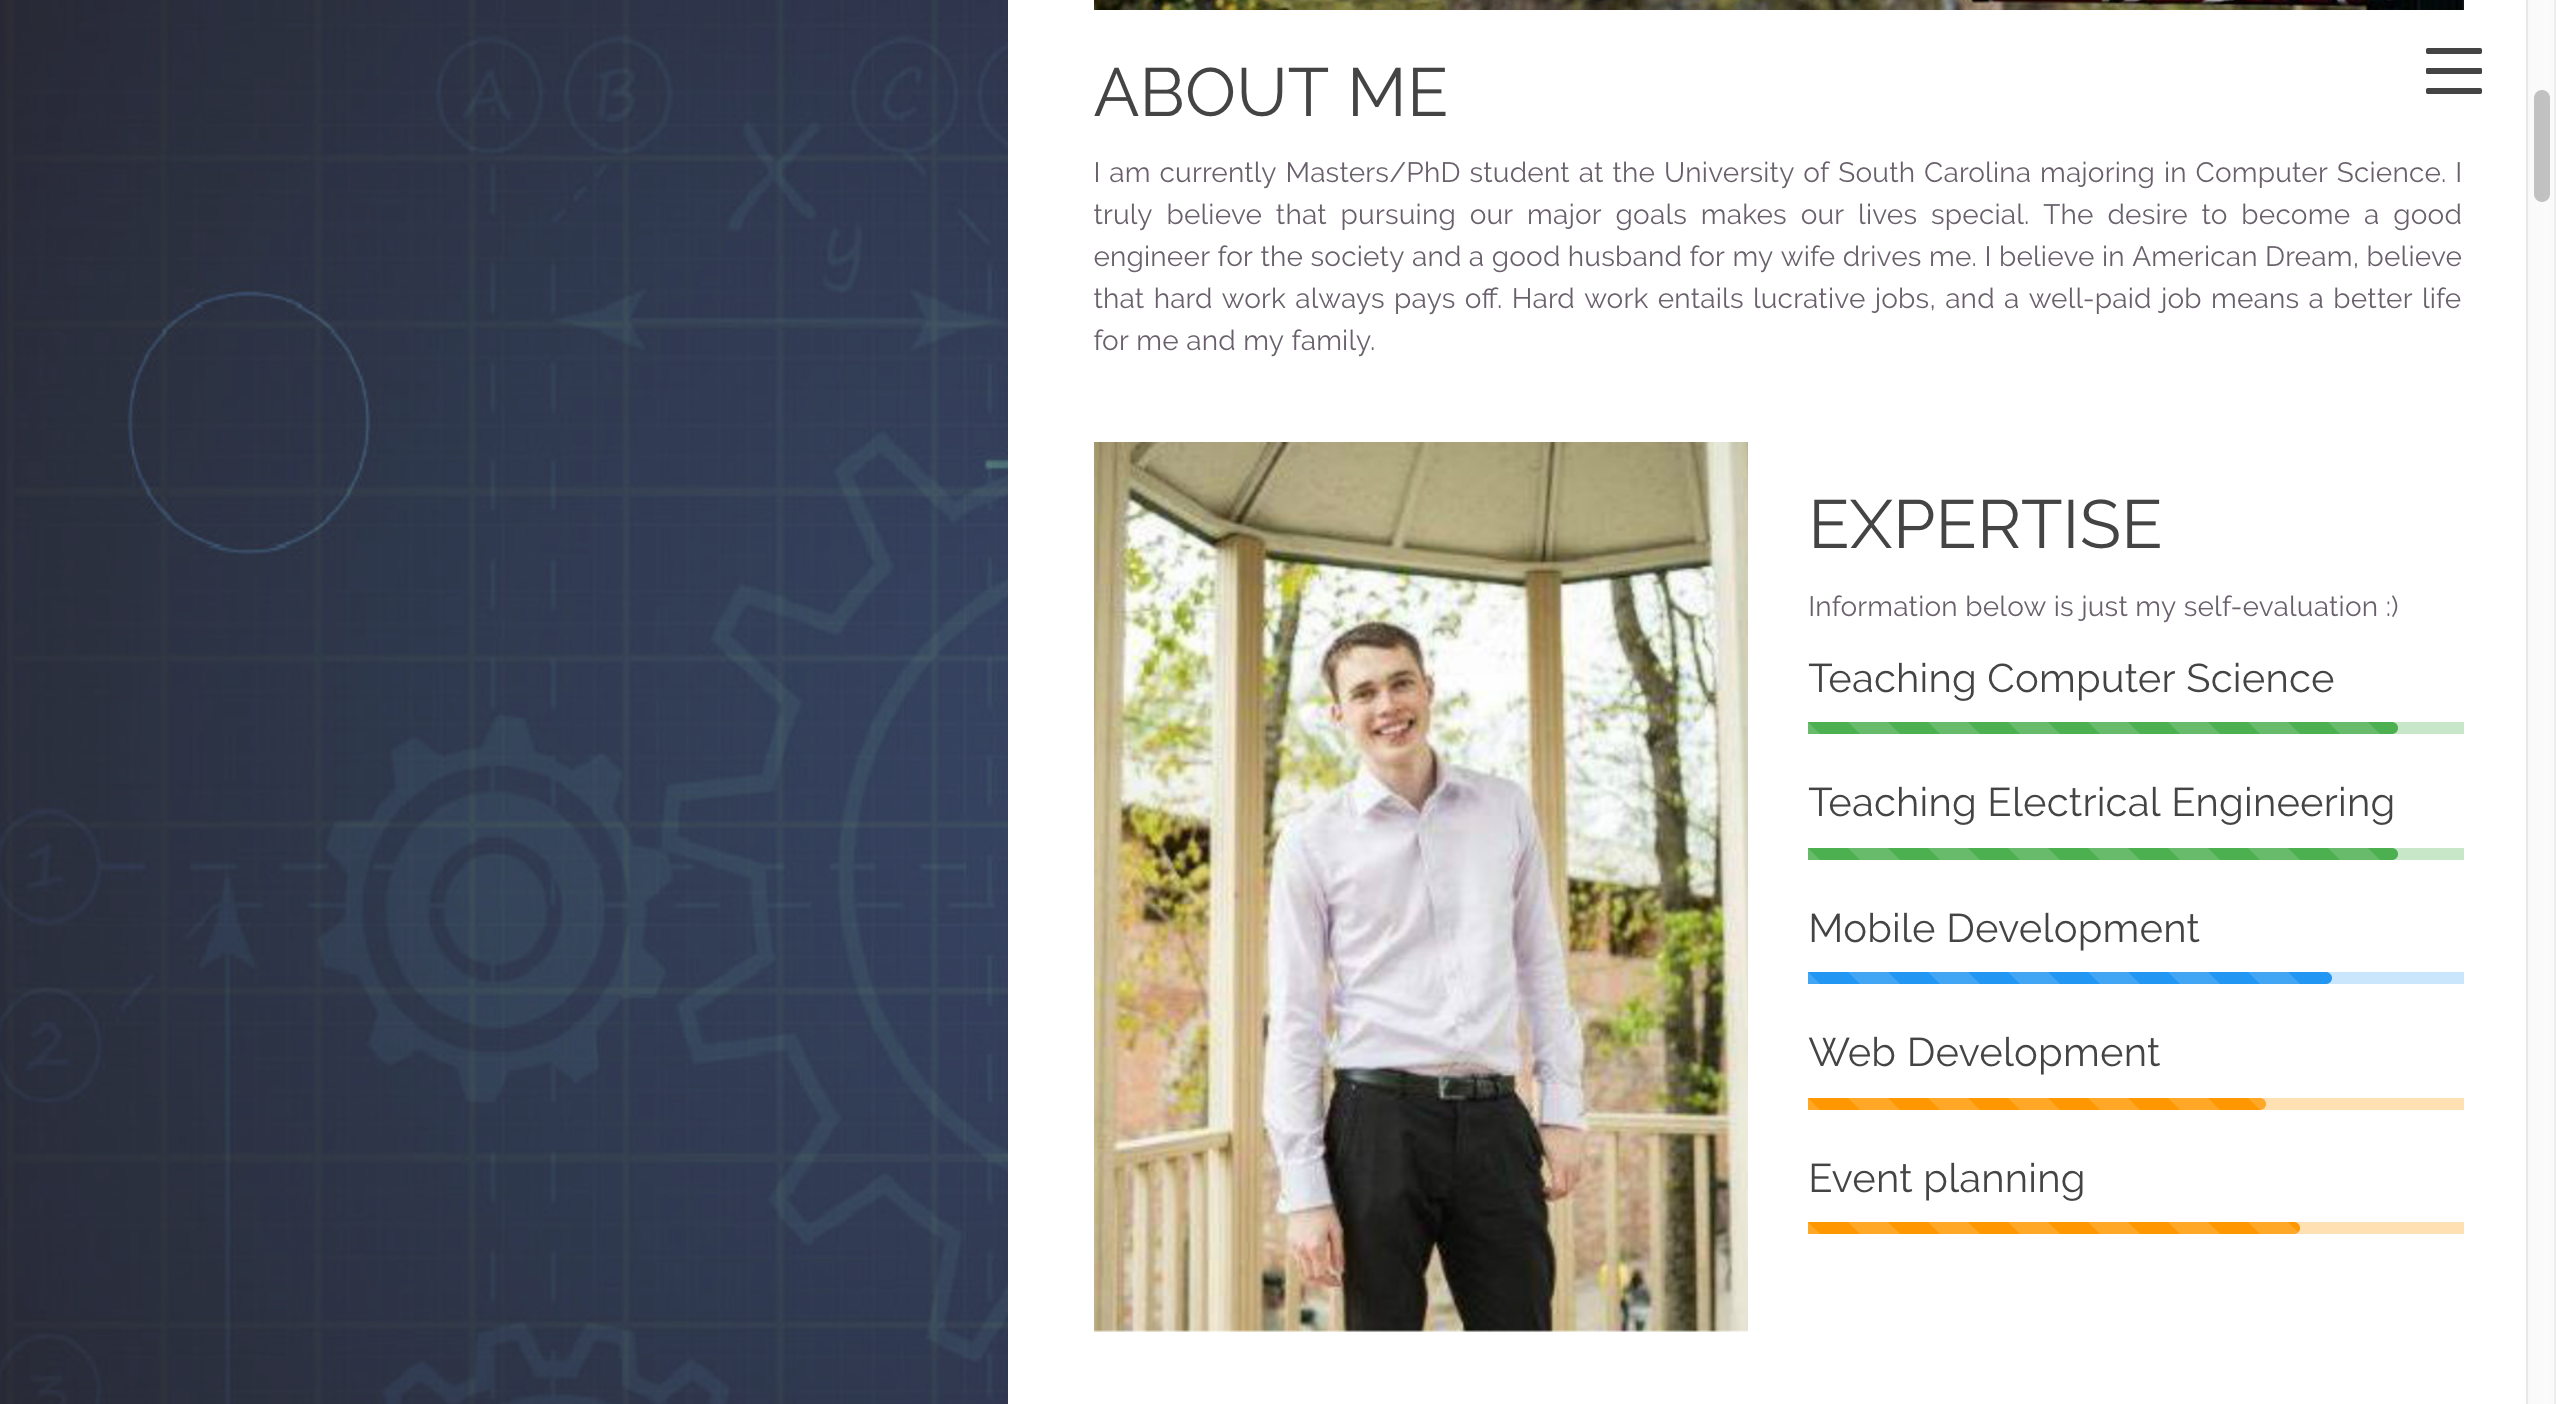 A
B
C
X
y
1
2
3
ABOUT ME
I am currently Masters/PhD student at the University of South Carolina majoring in Computer Science. I
truly believe that pursuing our major goals makes our lives special. The desire to become a good
engineer for the society and a good husband for my wife drives me. I believe in American Dream, believe
that hard work always pays off. Hard work entails lucrative jobs, and a well-paid job means a better life
for me and my family.
EXPERTISE
Information below is just my self-evaluation :)
Teaching Computer Science
Teaching Electrical Engineering
Mobile Development
Web Development
Event planning